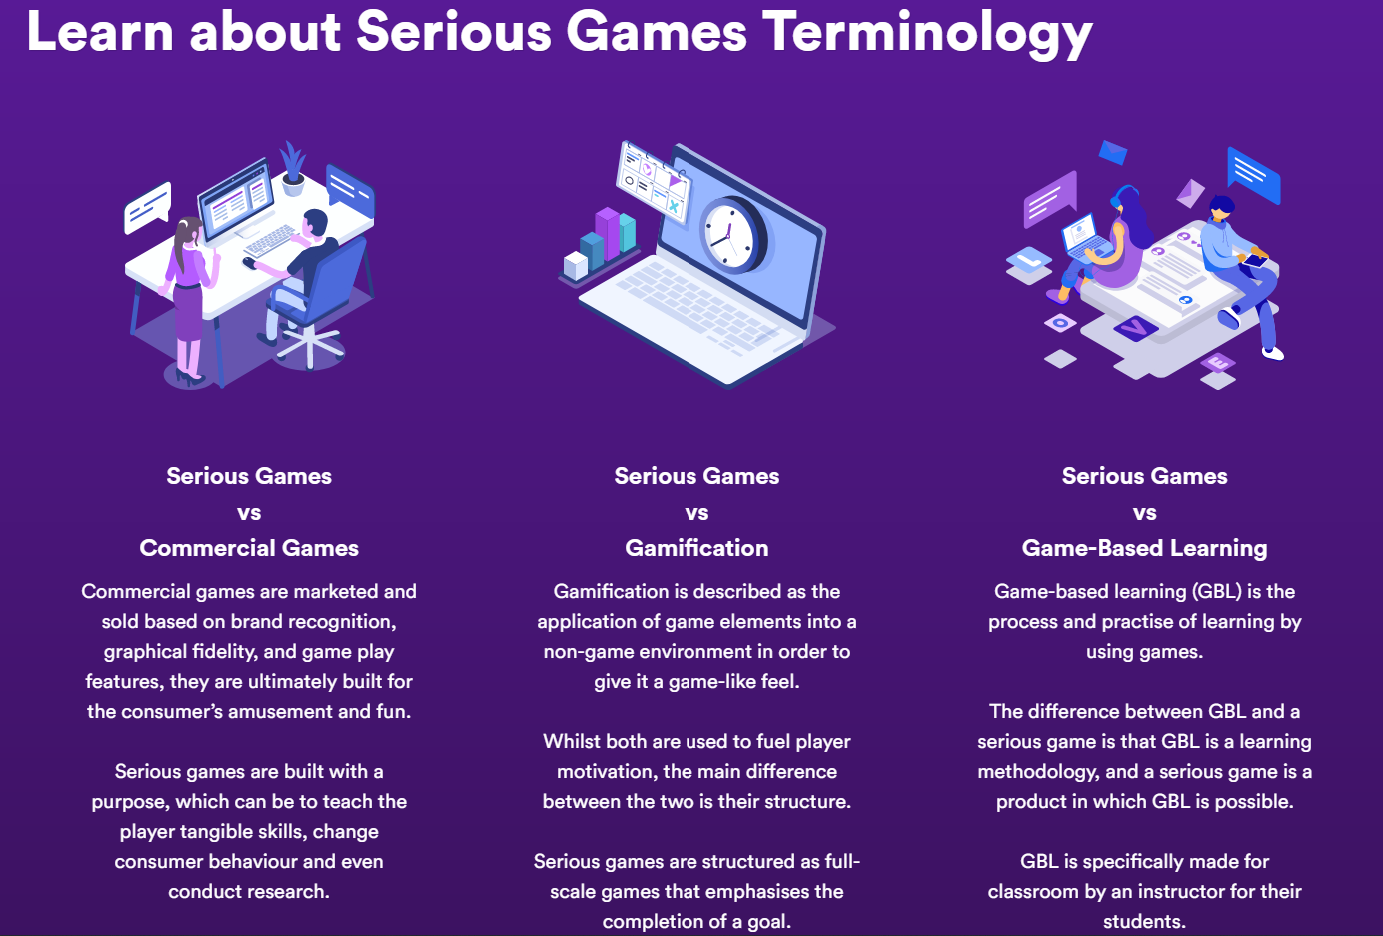 Learn about Serious Games Terminology
Serious Games
vs
Commercial Games
Commercial games are marketed and
sold based on brand recognition,
graphical fidelity, and game play
features, they are ultimately built for
the consumer's amusement and fun.
Serious games are built with a
purpose, which can be to teach the
player tangible skills, change
consumer behaviour and even
conduct research.
Serious Games
vs
Gamification
Gamification is described as the
application of game elements into a
non-game environment in order to
give it a game-like feel.
Whilst both are used to fuel player
motivation, the main difference
between the two is their structure.
Serious games are structured as full-
scale games that emphasises the
completion of a goal.
Serious Games
vs
Game-Based Learning
Game-based learning (GBL) is the
process and practise of learning by
using games.
The difference between GBL and a
serious game is that GBL is a learning
methodology, and a serious game is a
product in which GBL is possible.
GBL is specifically made for
classroom by an instructor for their
students.